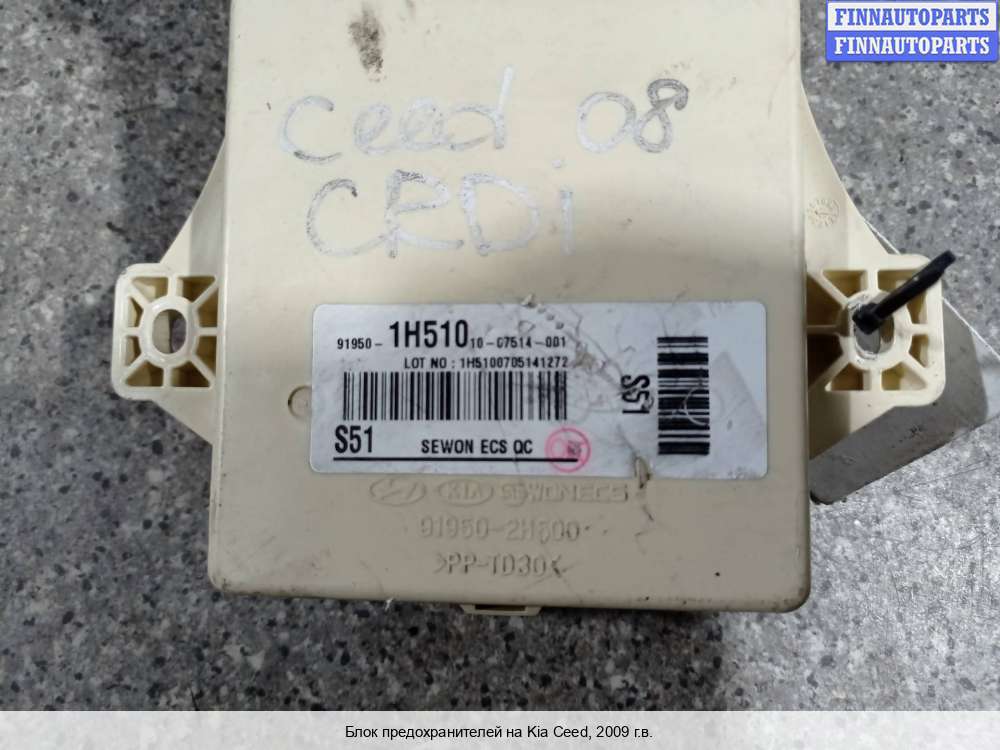 FINNAUTOPARTS
FINNAUTOPARTS
Ceed 08
CRDi
91950- 1H510 10-07514-001
LOT NO : 1H5100705141272
S51
S51 SEWON ECS QC
KIA SEWONECS
91950-2H600
>PP-TD30<
Блок предохранителей на Kia Ceed, 2009 г.в.